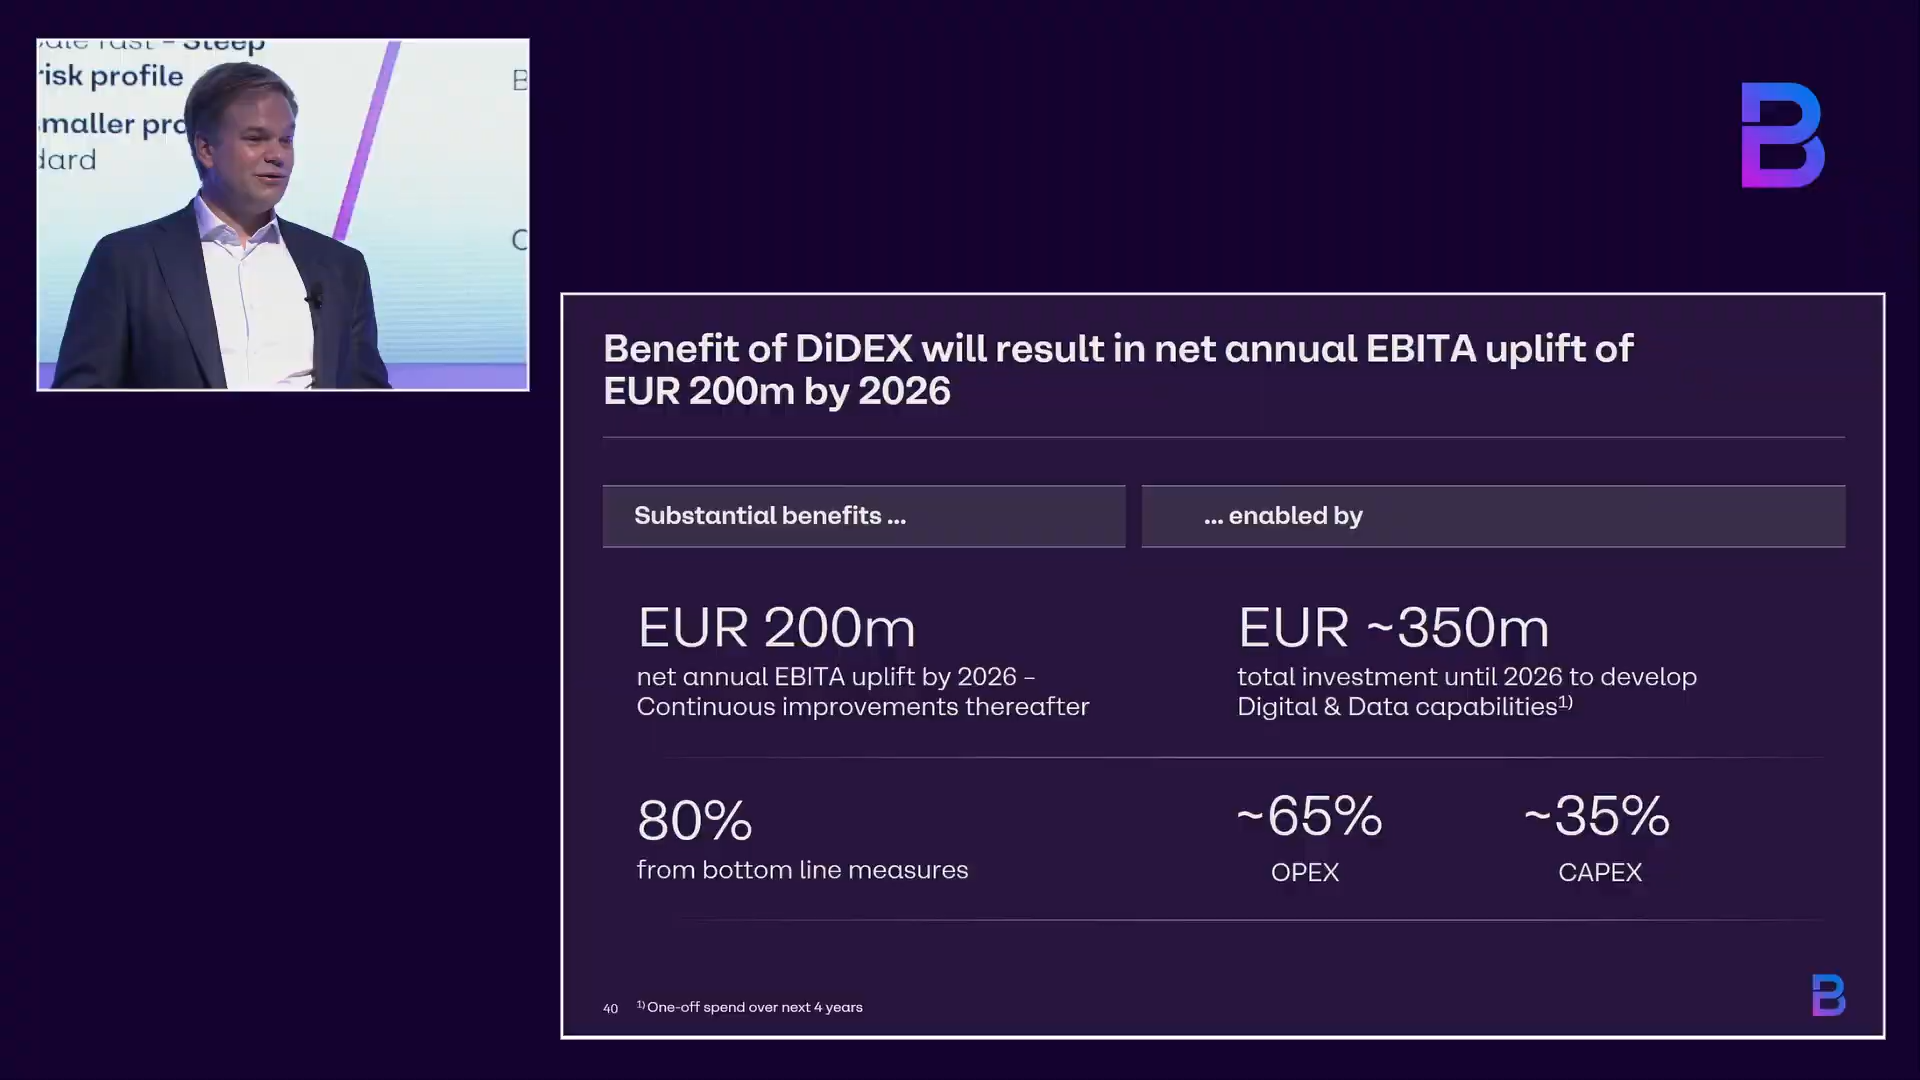 risk profile
dard
Benefit of DiDEX will result in net annual EBITA uplift of
EUR 200m by 2026
Substantial benefits ...
... enabled by
EUR 200m
net annual EBITA uplift by 2026 –
Continuous improvements thereafter
EUR ~350m
total investment until 2026 to develop
Digital & Data capabilities¹⁾
80%
from bottom line measures
~65%
OPEX
~35%
CAPEX
40 ¹⁾ One-off spend over next 4 years